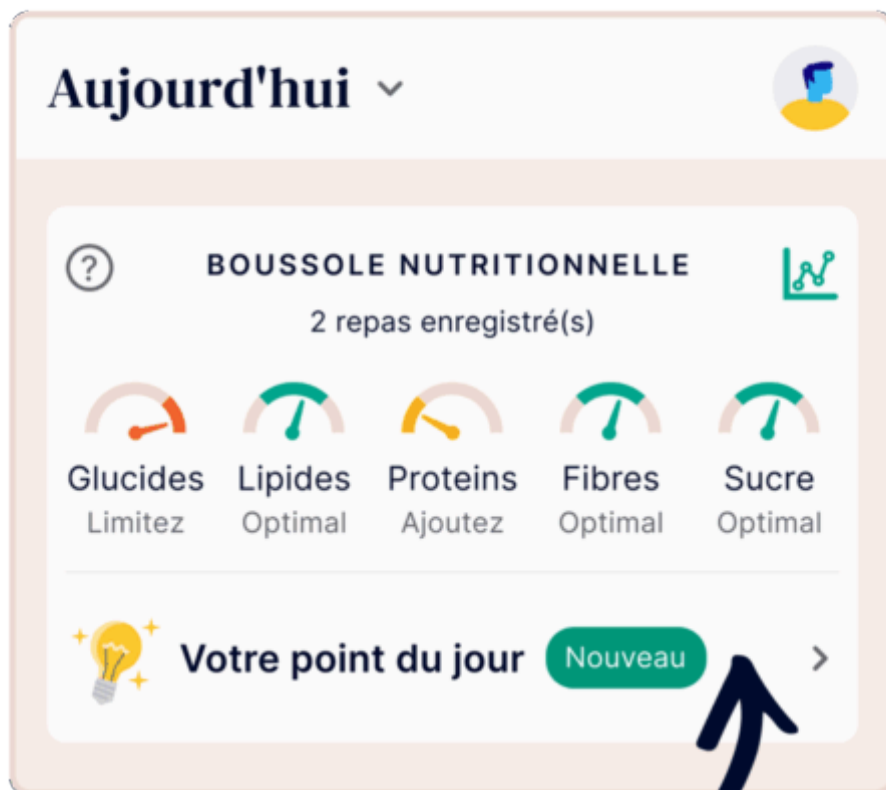 Aujourd'hui
?
BOUSSOLE NUTRITIONNELLE
2 repas enregistré(s)
Glucides Lipides Proteins Fibres Sucre
Limitez Optimal Ajoutez Optimal Optimal
Votre point du jour Nouveau